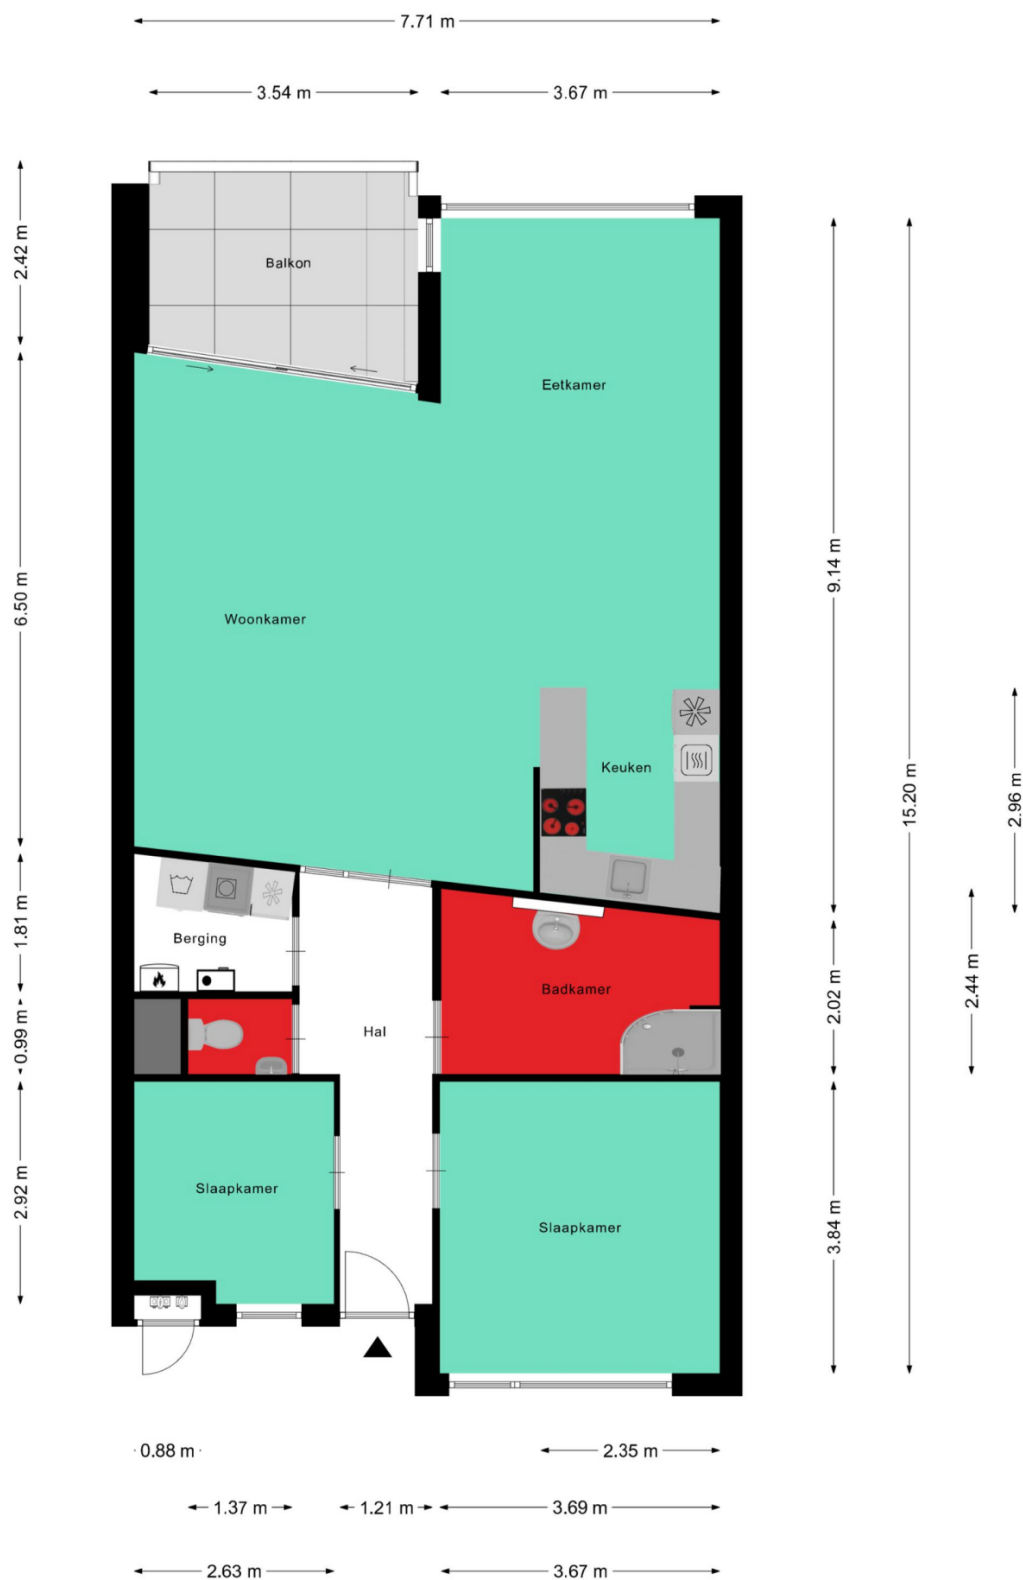 7.71 m
3.54 m
3.67 m
2.42 m
Balkon
Eetkamer
9.14 m
6.50 m
Woonkamer
Keuken
15.20 m
2.96 m
1.81 m
Berging
Badkamer
2.02 m
2.44 m
0.99 m
Hal
2.92 m
Slaapkamer
Slaapkamer
3.84 m
0.88 m
2.35 m
1.37 m
1.21 m
3.69 m
2.63 m
3.67 m